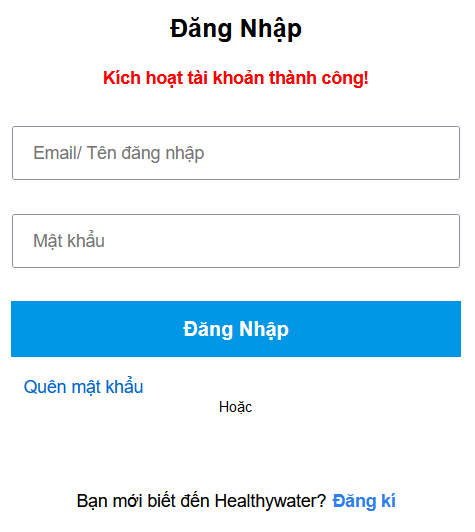 Đăng Nhập
Kích hoạt tài khoản thành công!
Email/ Tên đăng nhập
Mật khẩu
Đăng Nhập
Quên mật khẩu
Hoặc
Bạn mới biết đến Healthywater? Đăng kí